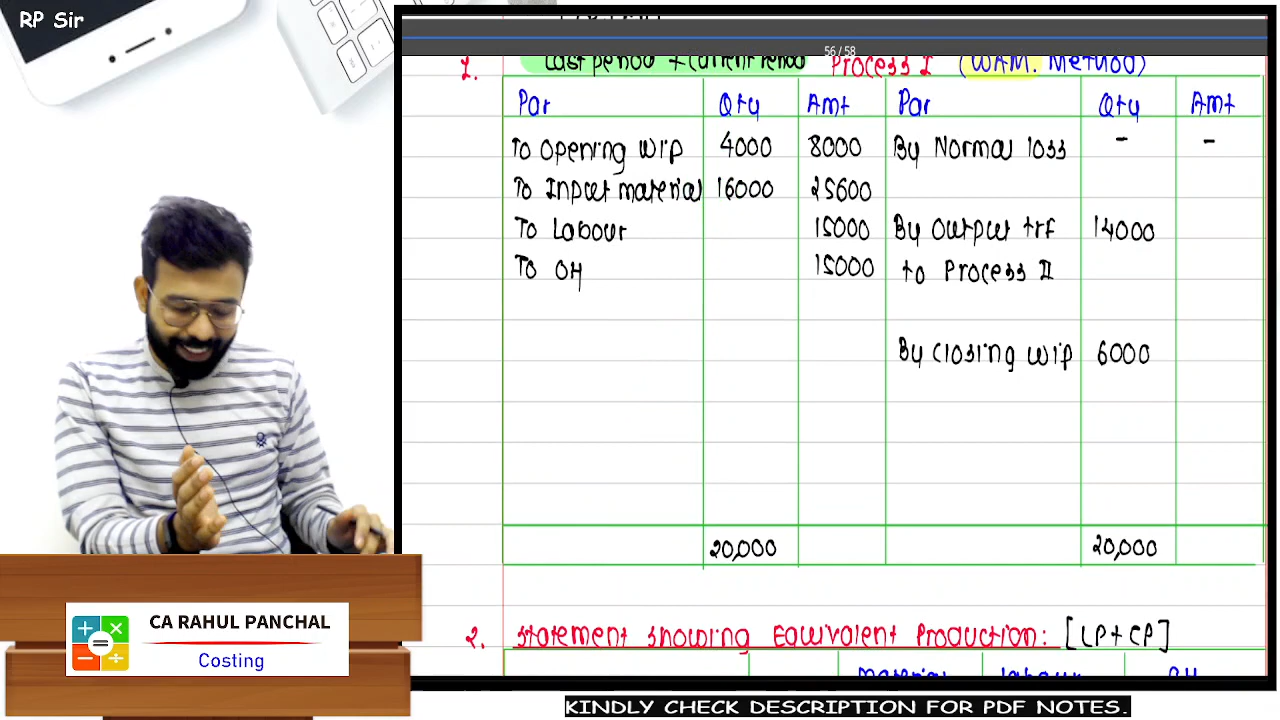 RP Sir
56 / 58
1. Last period + Current period Process I (WAM. Method)
Par Qty Amt Par Qty Amt
To Opening WIP 4000 8000 By Normal loss - -
To Input material 16000 25600
To Labour 15000 By Output trf 14000
To OH 15000 to Process II
By closing WIP 6000
20,000 20,000
2. Statement showing Equivalent Production: [LP + CP]
Material Labour OH
CA RAHUL PANCHAL
Costing
KINDLY CHECK DESCRIPTION FOR PDF NOTES.